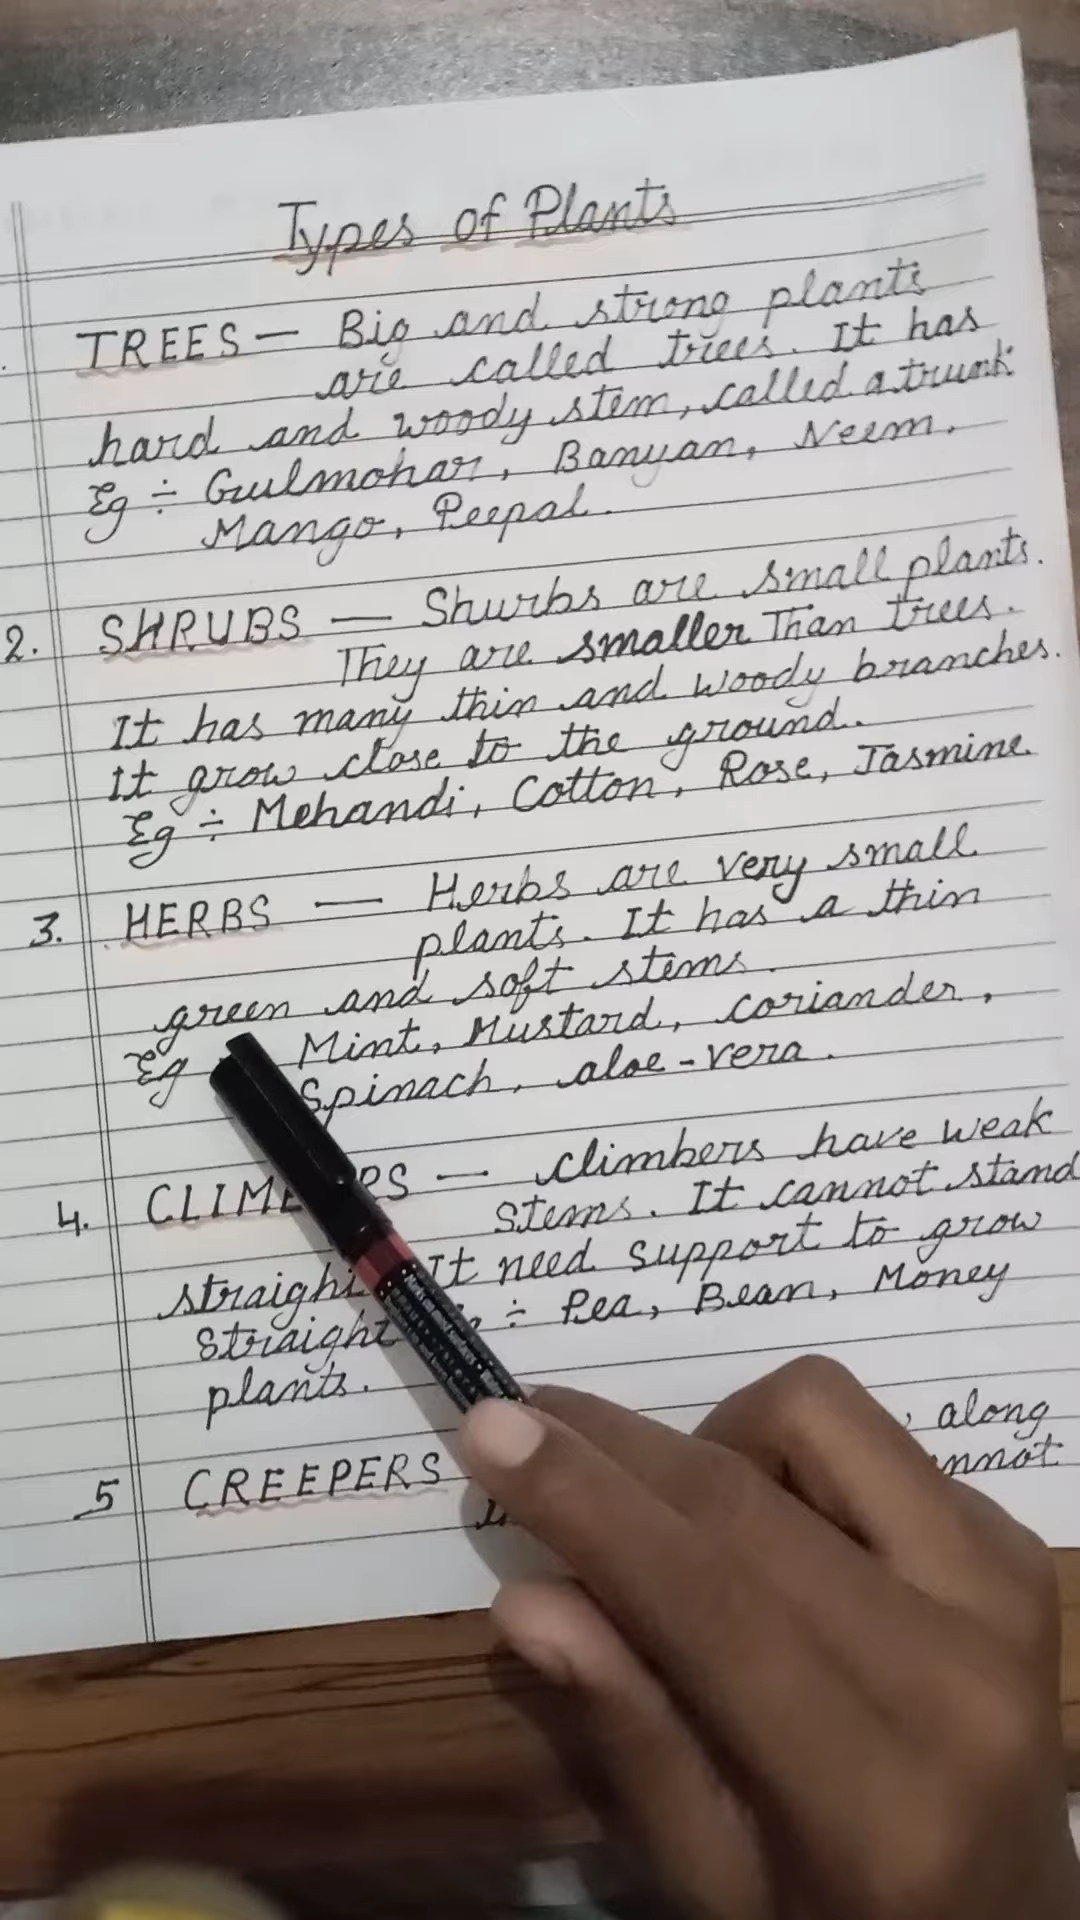 Types of Plants
TREES — Big and strong plants
are called trees. It has
hard and woody stem, called a trunk
Eg ÷ Gulmohar, Banyan, Neem,
Mango, Peepal.
2. SHRUBS — Shurbs are small plants.
They are smaller Than trees.
It has many thin and woody branches.
It grow close to the ground.
Eg ÷ Mehandi, Cotton, Rose, Jasmine.
3. HERBS — Herbs are very small
plants. It has a thin
green and soft stems.
Eg Mint, Mustard, coriander,
Spinach, aloe-vera.
4. — climbers have weak
stems. It cannot stand
It need support to grow
÷ Pea, Bean, Money
plants.
along
5 CREEPERS